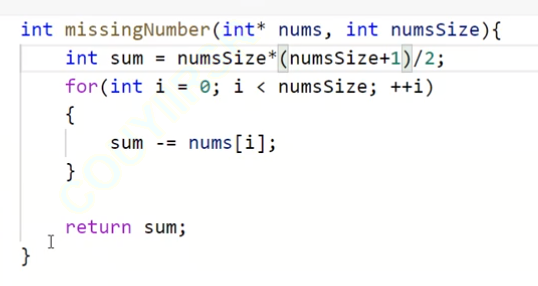 int missingNumber(int* nums, int numsSize){
    int sum = numsSize*(numsSize+1)/2;
    for(int i = 0; i < numsSize; ++i)
    {
        sum -= nums[i];
    }

    return sum;
}